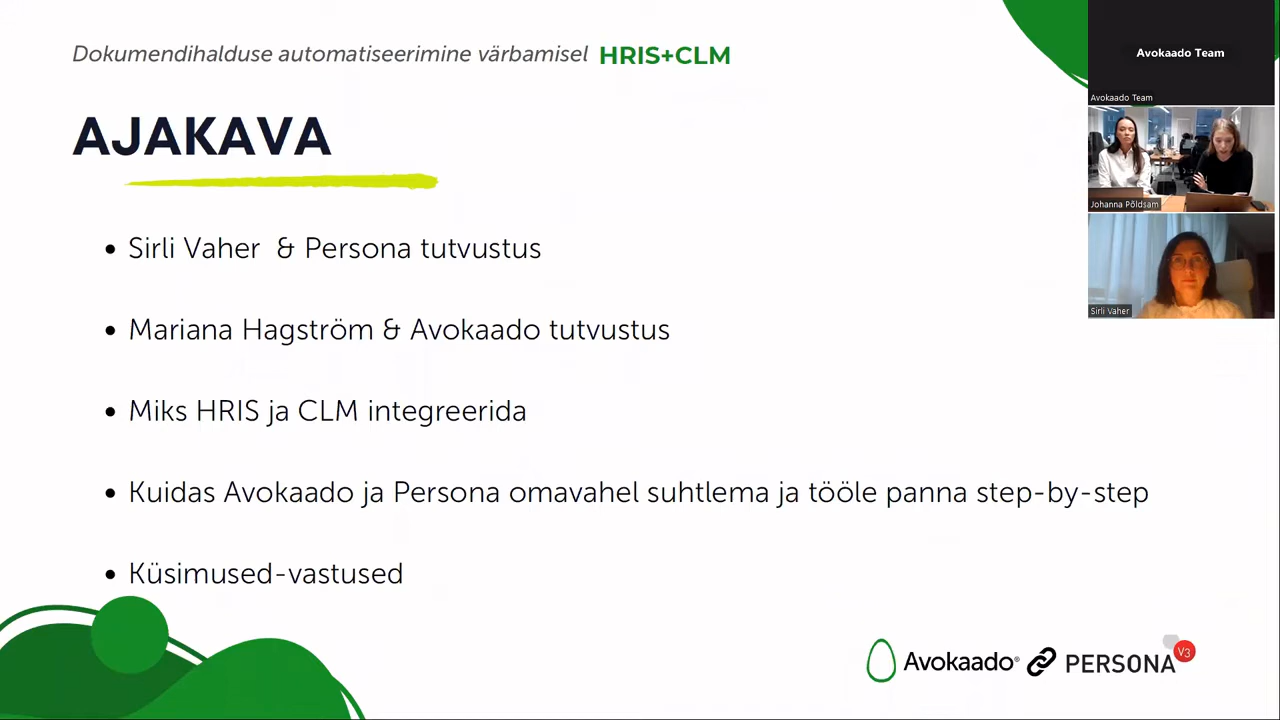 Dokumendihalduse automatiseerimine värbamisel HRIS+CLM
Avokaado Team
Avokaado Team
AJAKAVA
Johanna Põldsam
• Sirli Vaher & Persona tutvustus
Sirli Vaher
• Mariana Hagström & Avokaado tutvustus
• Miks HRIS ja CLM integreerida
• Kuidas Avokaado ja Persona omavahel suhtlema ja tööle panna step-by-step
• Küsimused-vastused
Avokaado® PERSONA V3